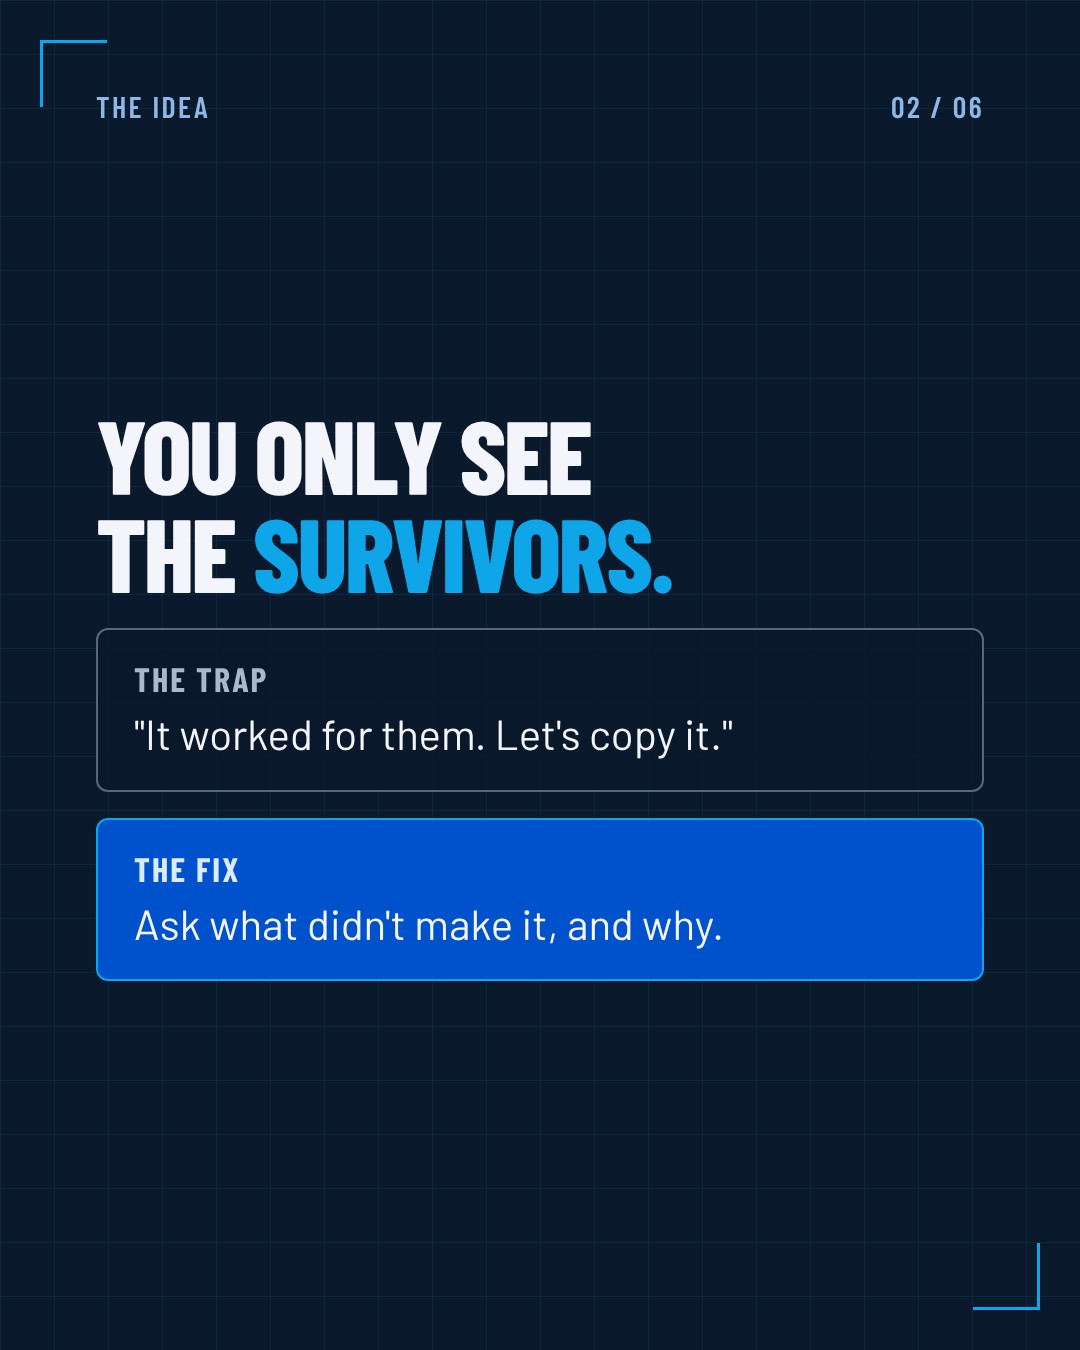 THE IDEA
02 / 06
YOU ONLY SEE
THE SURVIVORS.
THE TRAP
"It worked for them. Let's copy it."
THE FIX
Ask what didn't make it, and why.